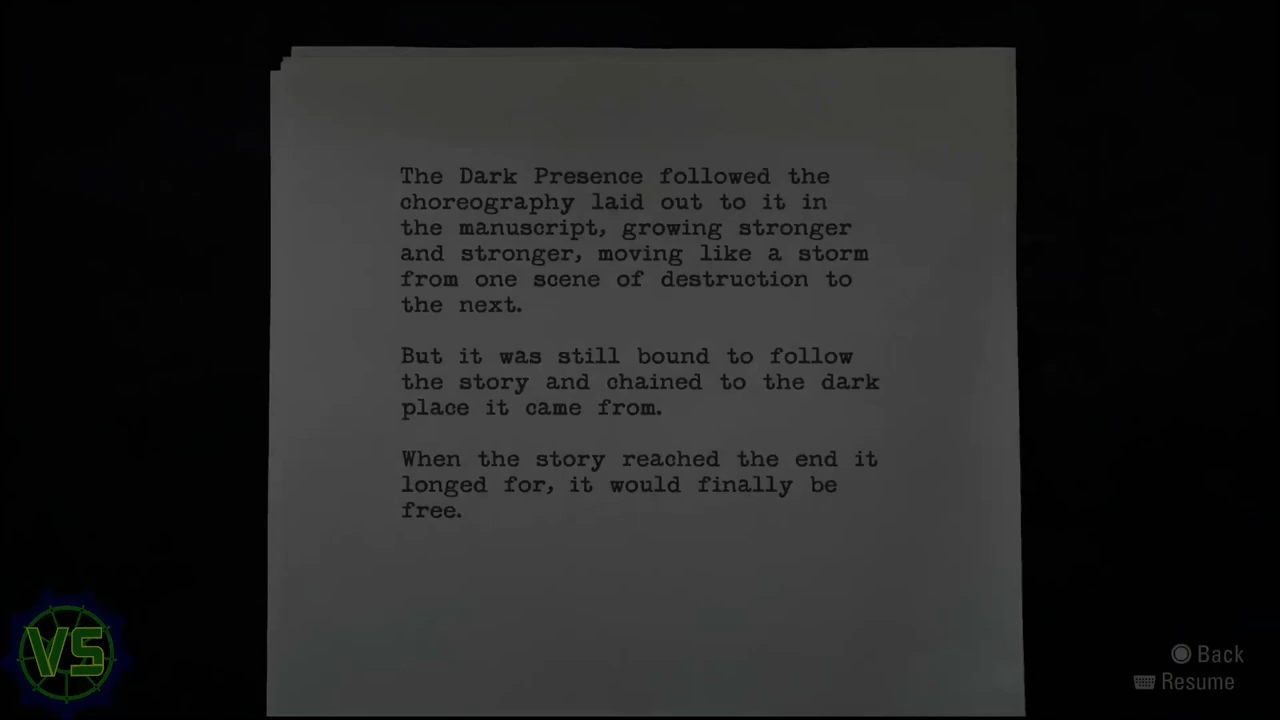 The Dark Presence followed the
choreography laid out to it in
the manuscript, growing stronger
and stronger, moving like a storm
from one scene of destruction to
the next.
But it was still bound to follow
the story and chained to the dark
place it came from.
When the story reached the end it
longed for, it would finally be
free.
VS
Back
Resume